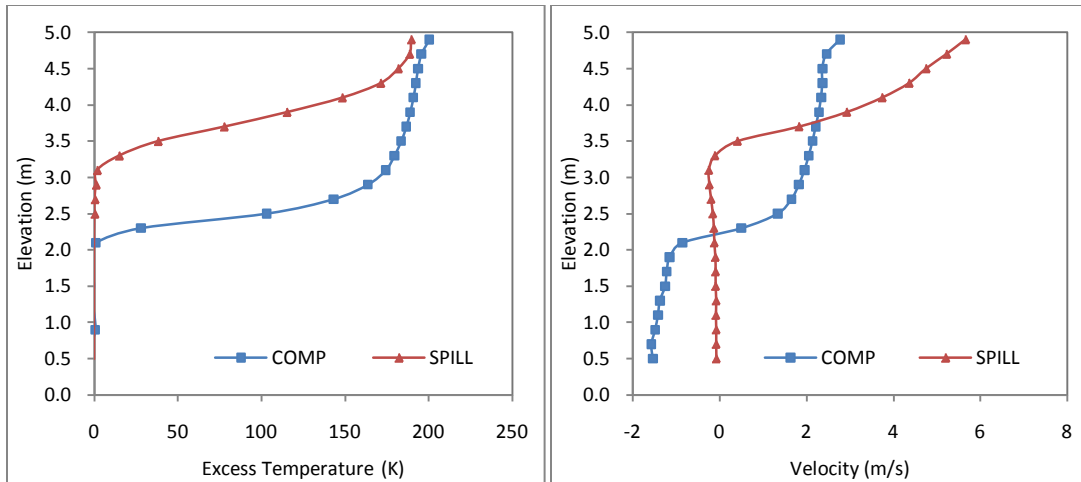 5.0
4.5
4.0
3.5
3.0
2.5
2.0
1.5
1.0
0.5
0.0
Elevation (m)
COMP SPILL
0 50 100 150 200 250
Excess Temperature (K)
5.0
4.5
4.0
3.5
3.0
2.5
2.0
1.5
1.0
0.5
0.0
Elevation (m)
COMP SPILL
-2 0 2 4 6 8
Velocity (m/s)